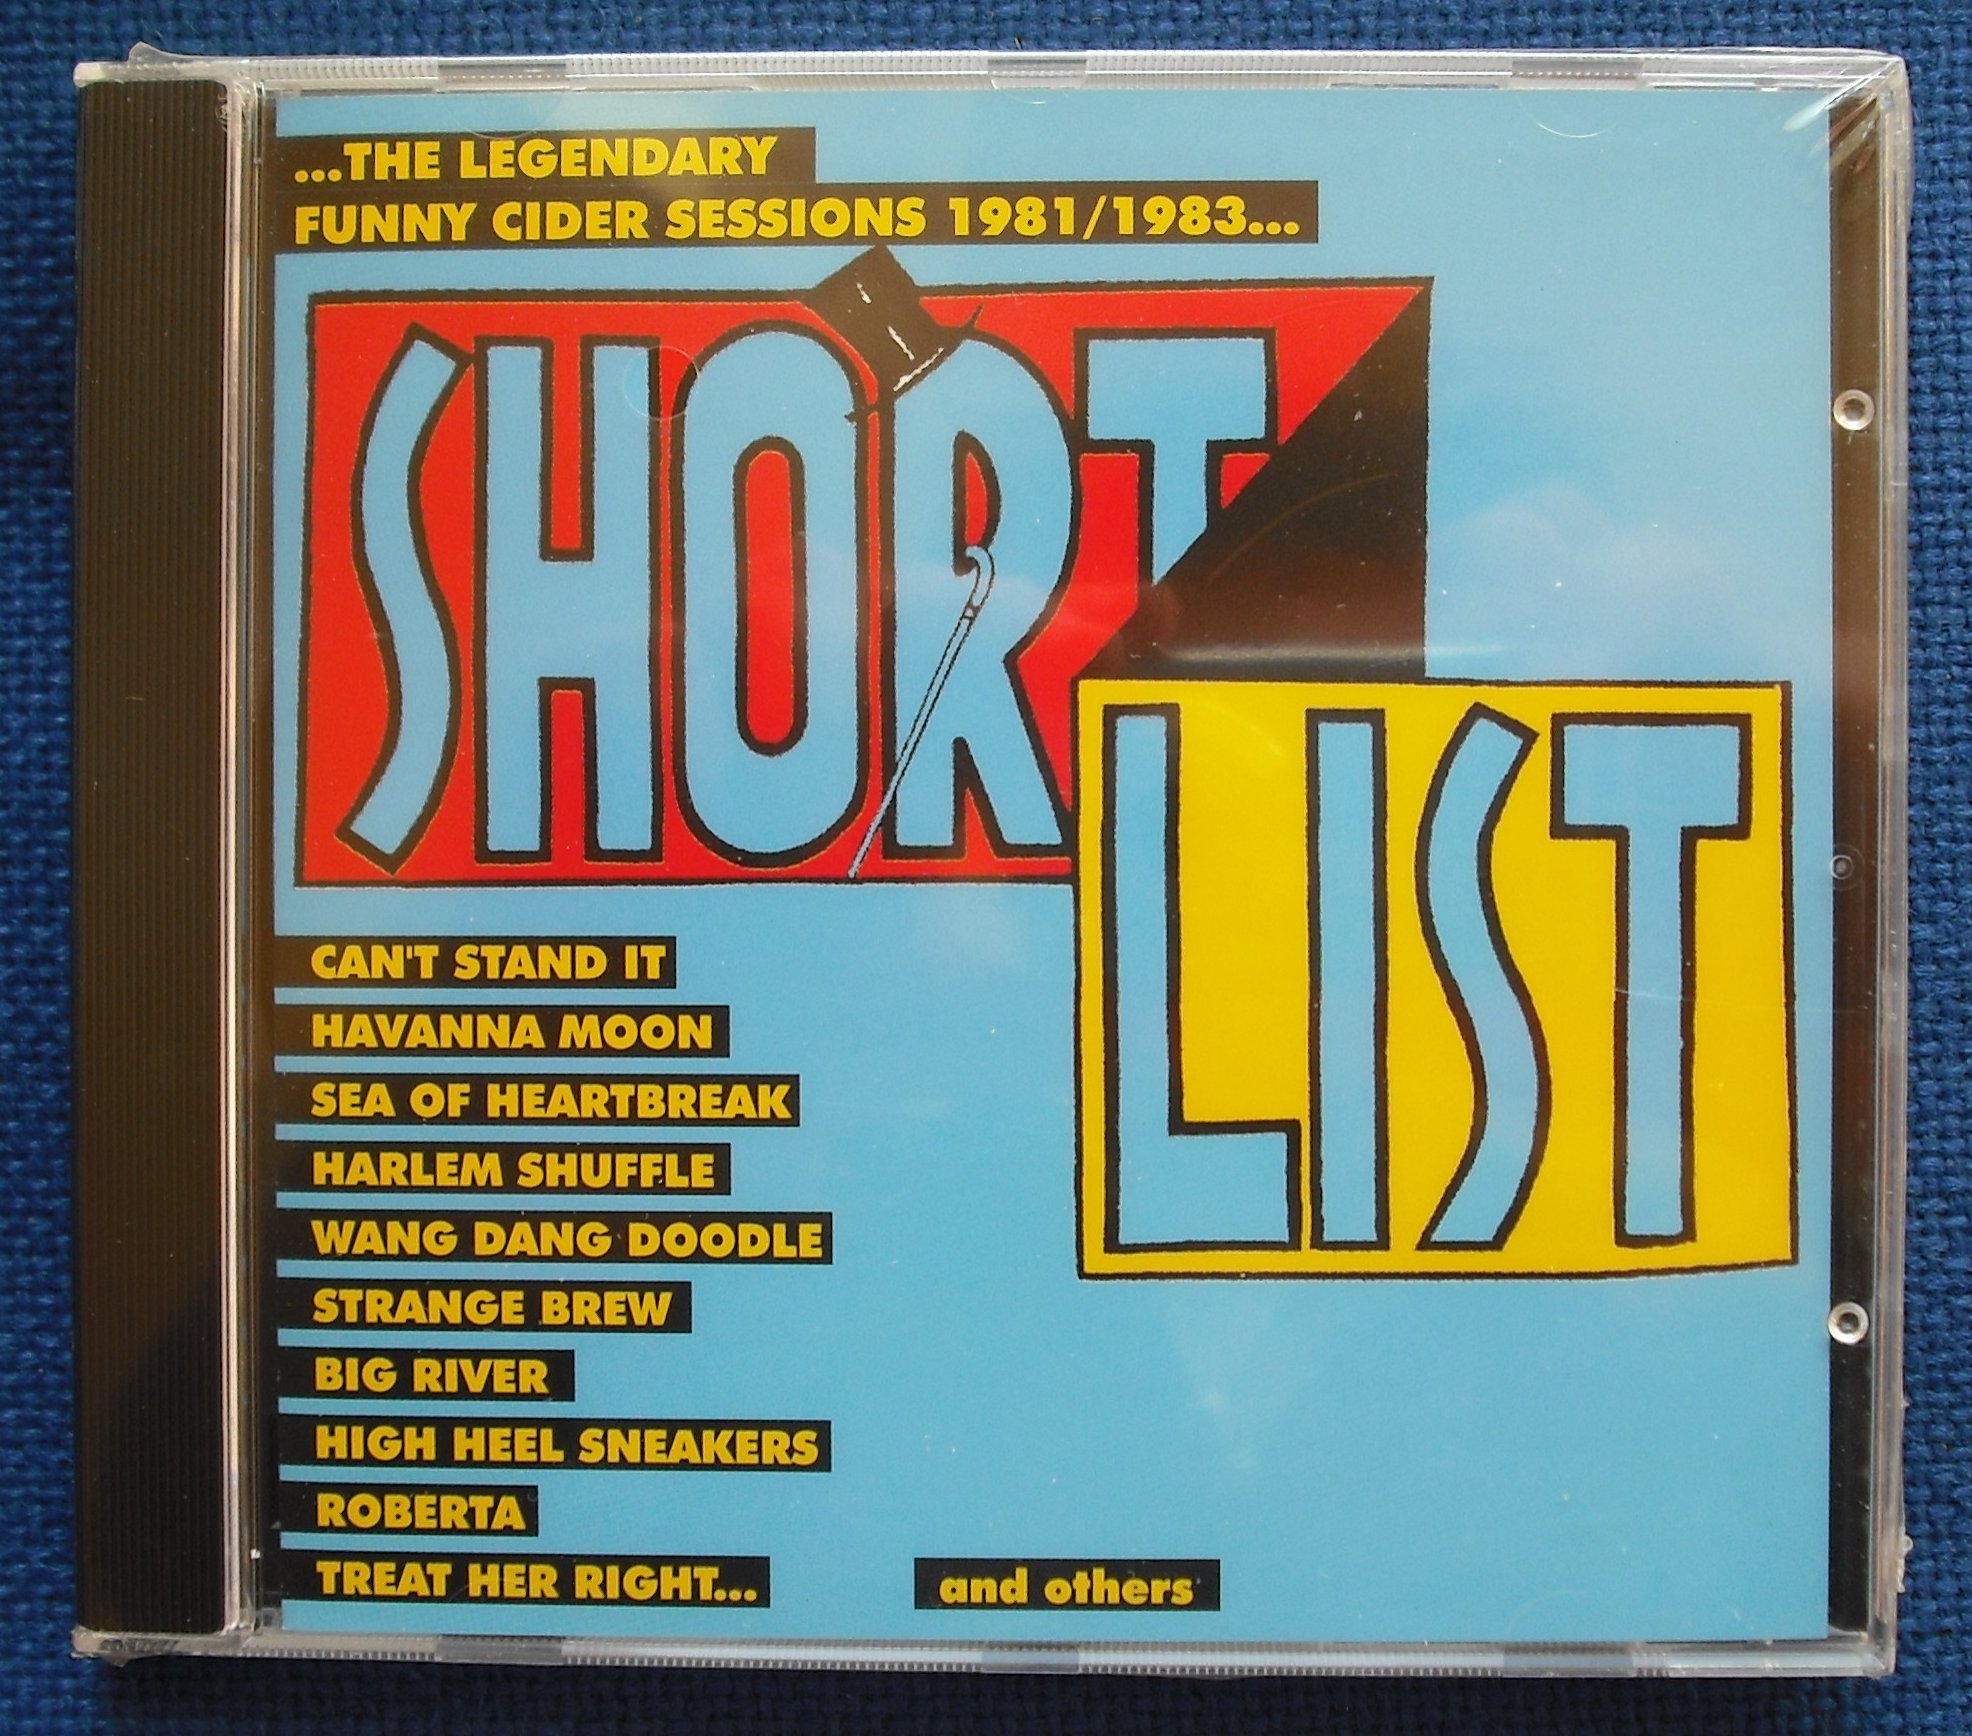 ...THE LEGENDARY
FUNNY CIDER SESSIONS 1981/1983...
SHORT
LIST
CAN'T STAND IT
HAVANNA MOON
SEA OF HEARTBREAK
HARLEM SHUFFLE
WANG DANG DOODLE
STRANGE BREW
BIG RIVER
HIGH HEEL SNEAKERS
ROBERTA
TREAT HER RIGHT...
and others